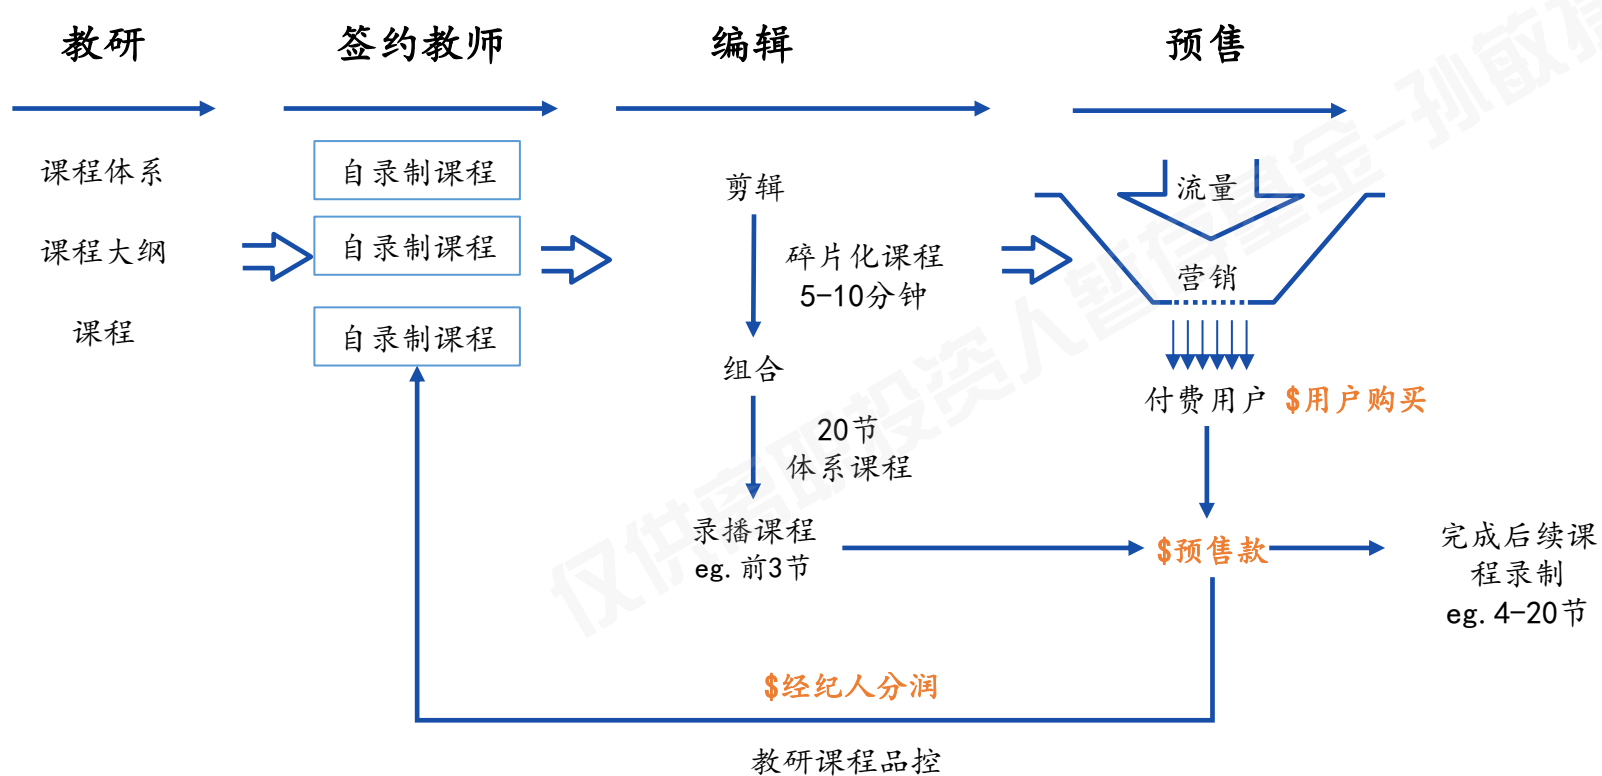 教研
签约教师
编辑
预售
课程体系
课程大纲
课程
自录制课程
自录制课程
自录制课程
剪辑
碎片化课程
5-10分钟
组合
20节
体系课程
录播课程
eg.前3节
流量
营销
付费用户
$用户购买
$预售款
完成后续课
程录制
eg.4-20节
$经纪人分润
教研课程品控